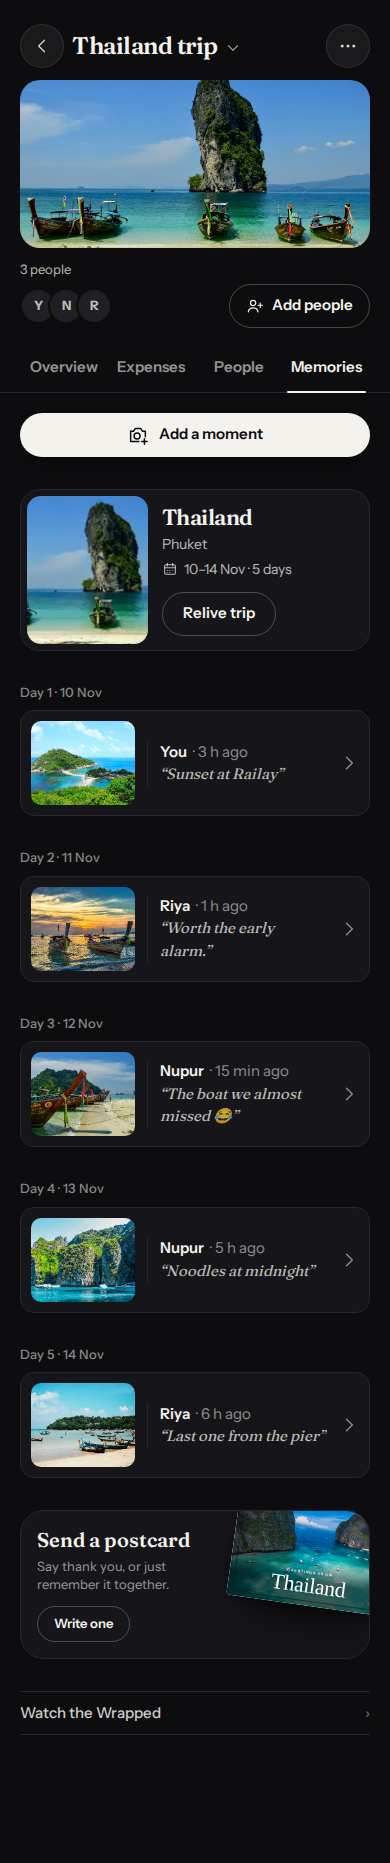 Thailand trip
3 people
Y N R
Add people
Overview Expenses People Memories
Add a moment
Thailand
Phuket
10–14 Nov · 5 days
Relive trip
Day 1 · 10 Nov
You · 3 h ago
“Sunset at Railay”
Day 2 · 11 Nov
Riya · 1 h ago
“Worth the early
alarm.”
Day 3 · 12 Nov
Nupur · 15 min ago
“The boat we almost
missed 😂”
Day 4 · 13 Nov
Nupur · 5 h ago
“Noodles at midnight”
Day 5 · 14 Nov
Riya · 6 h ago
“Last one from the pier”
Send a postcard
Say thank you, or just
remember it together.
Write one
GREETINGS FROM
Thailand
Watch the Wrapped